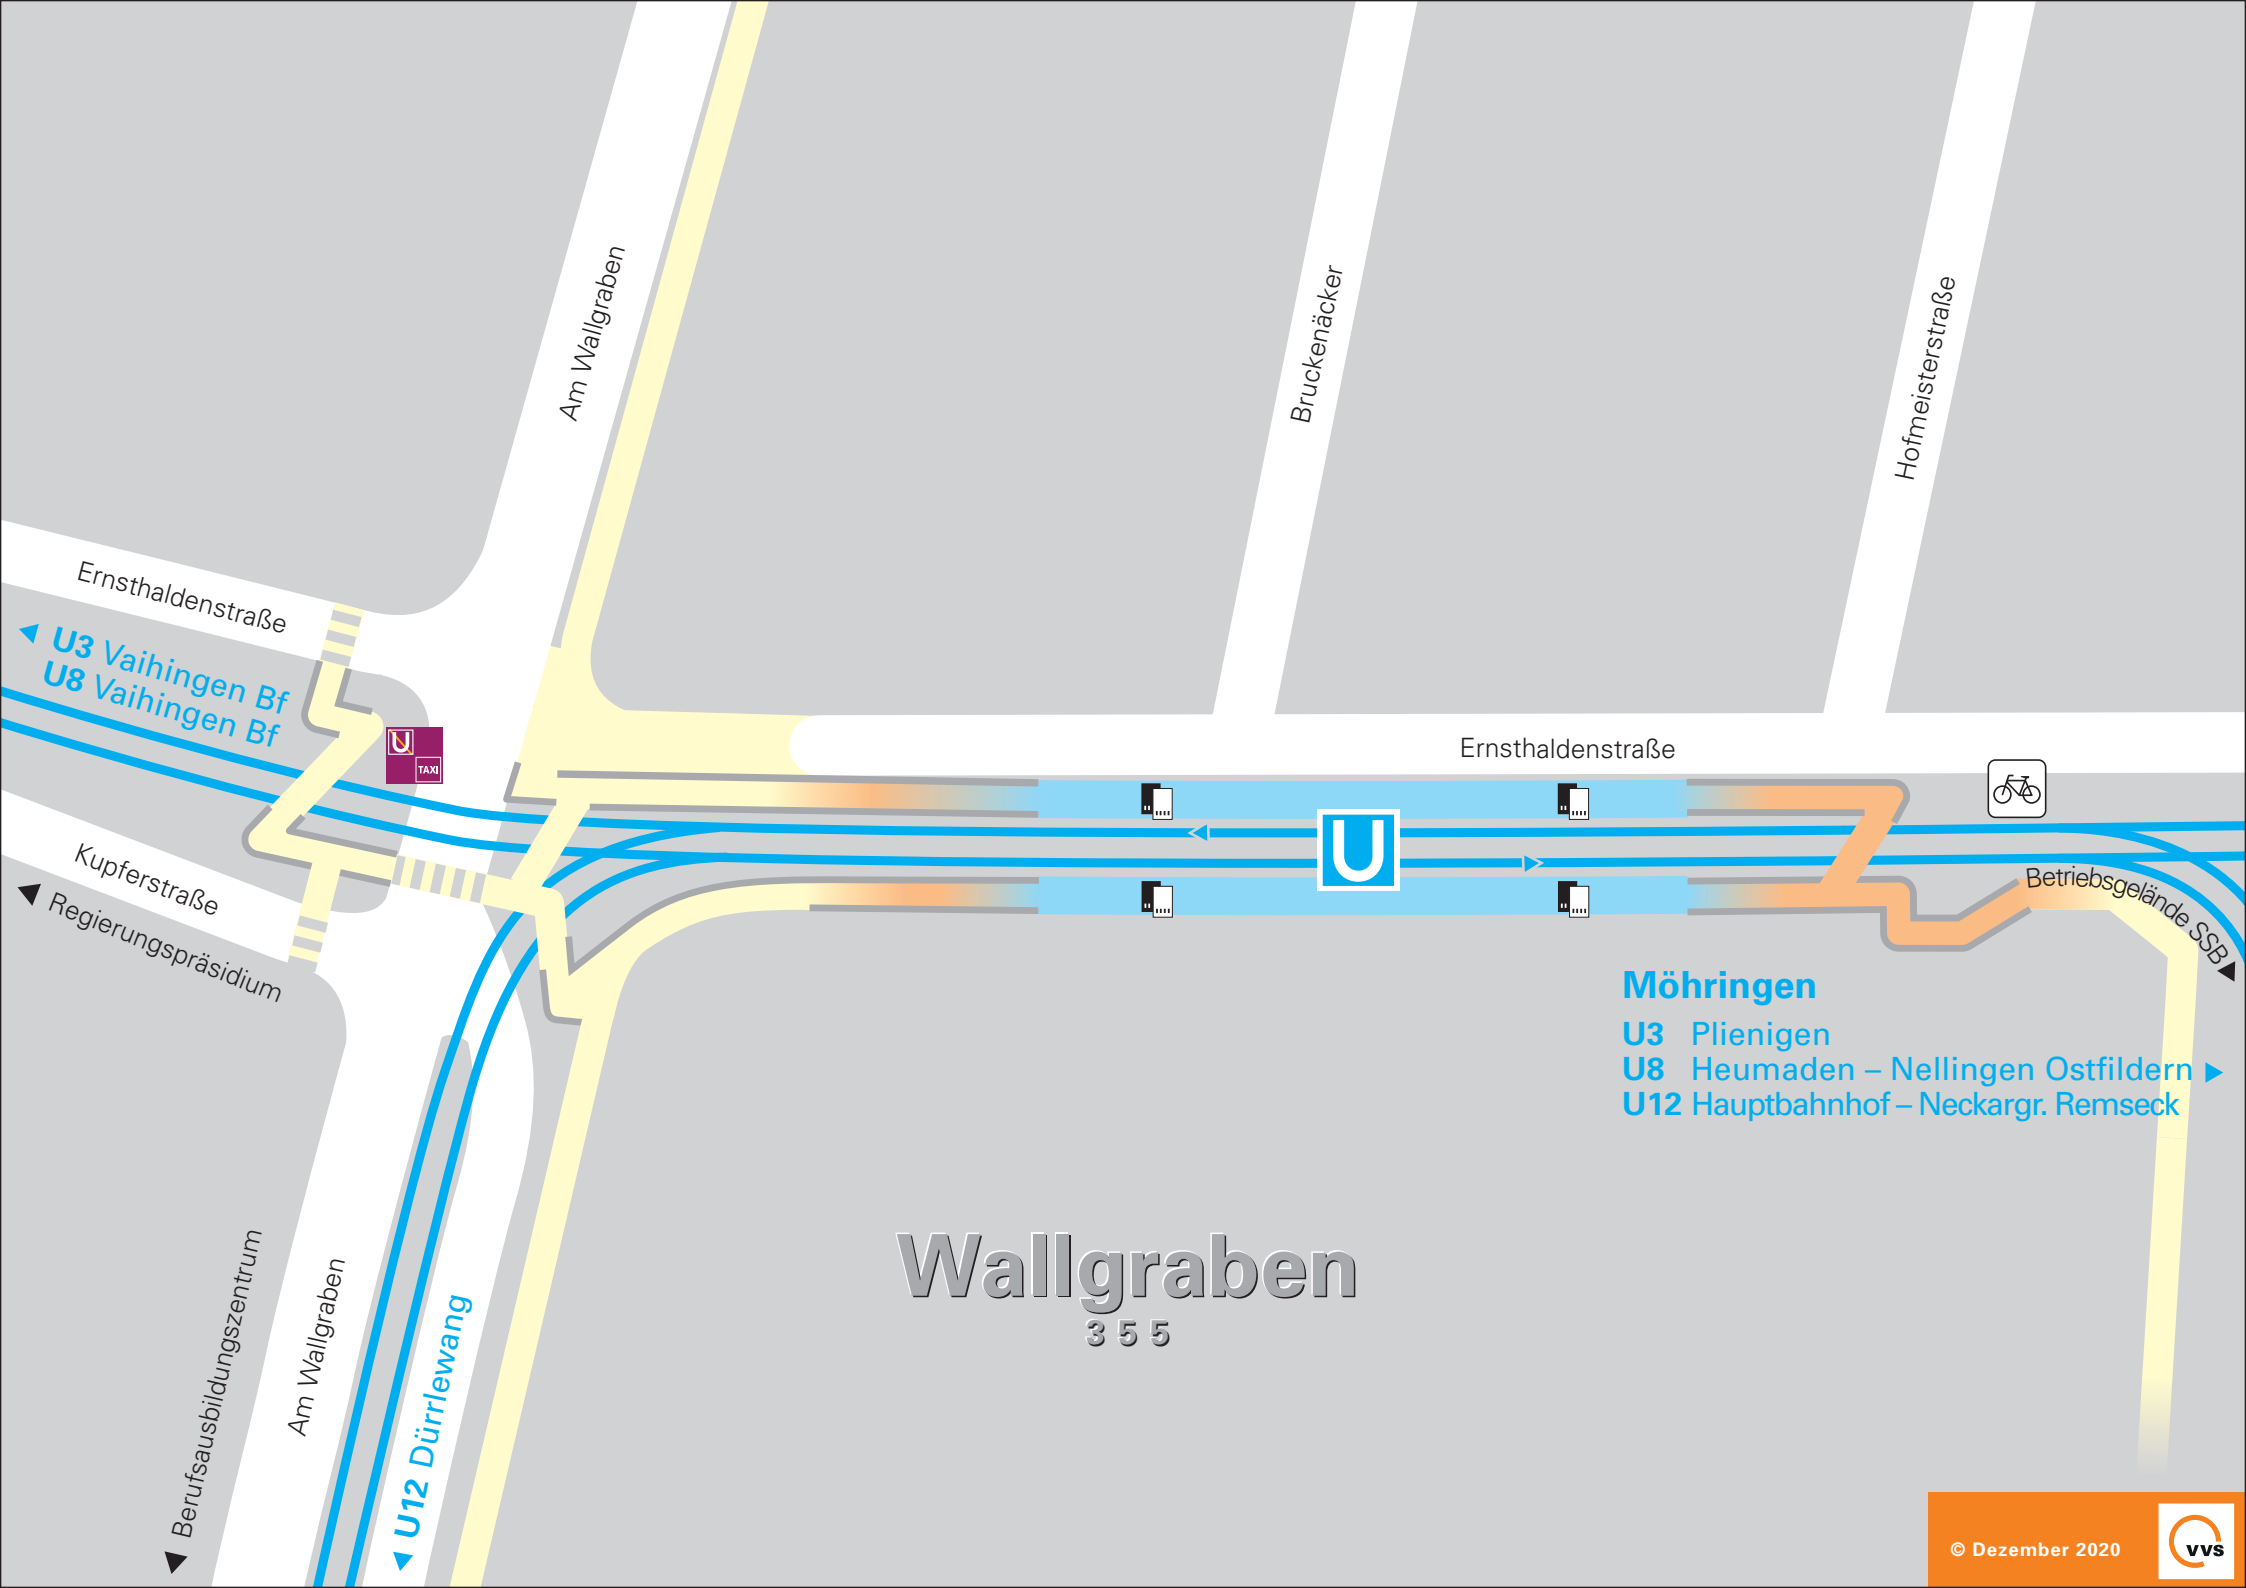 Am Wallgraben
Bruckenäcker
Hofmeisterstraße
Ernsthaldenstraße
U3 Vaihingen Bf
U8 Vaihingen Bf
U
TAXI
Ernsthaldenstraße
U
Kupferstraße
Regierungspräsidium
Betriebsgelände SSB
Möhringen
U3 Plienigen
U8 Heumaden – Nellingen Ostfildern
U12 Hauptbahnhof – Neckargr. Remseck
Wallgraben
355
Berufsausbildungszentrum
Am Wallgraben
U12 Dürrlewang
© Dezember 2020
vvs